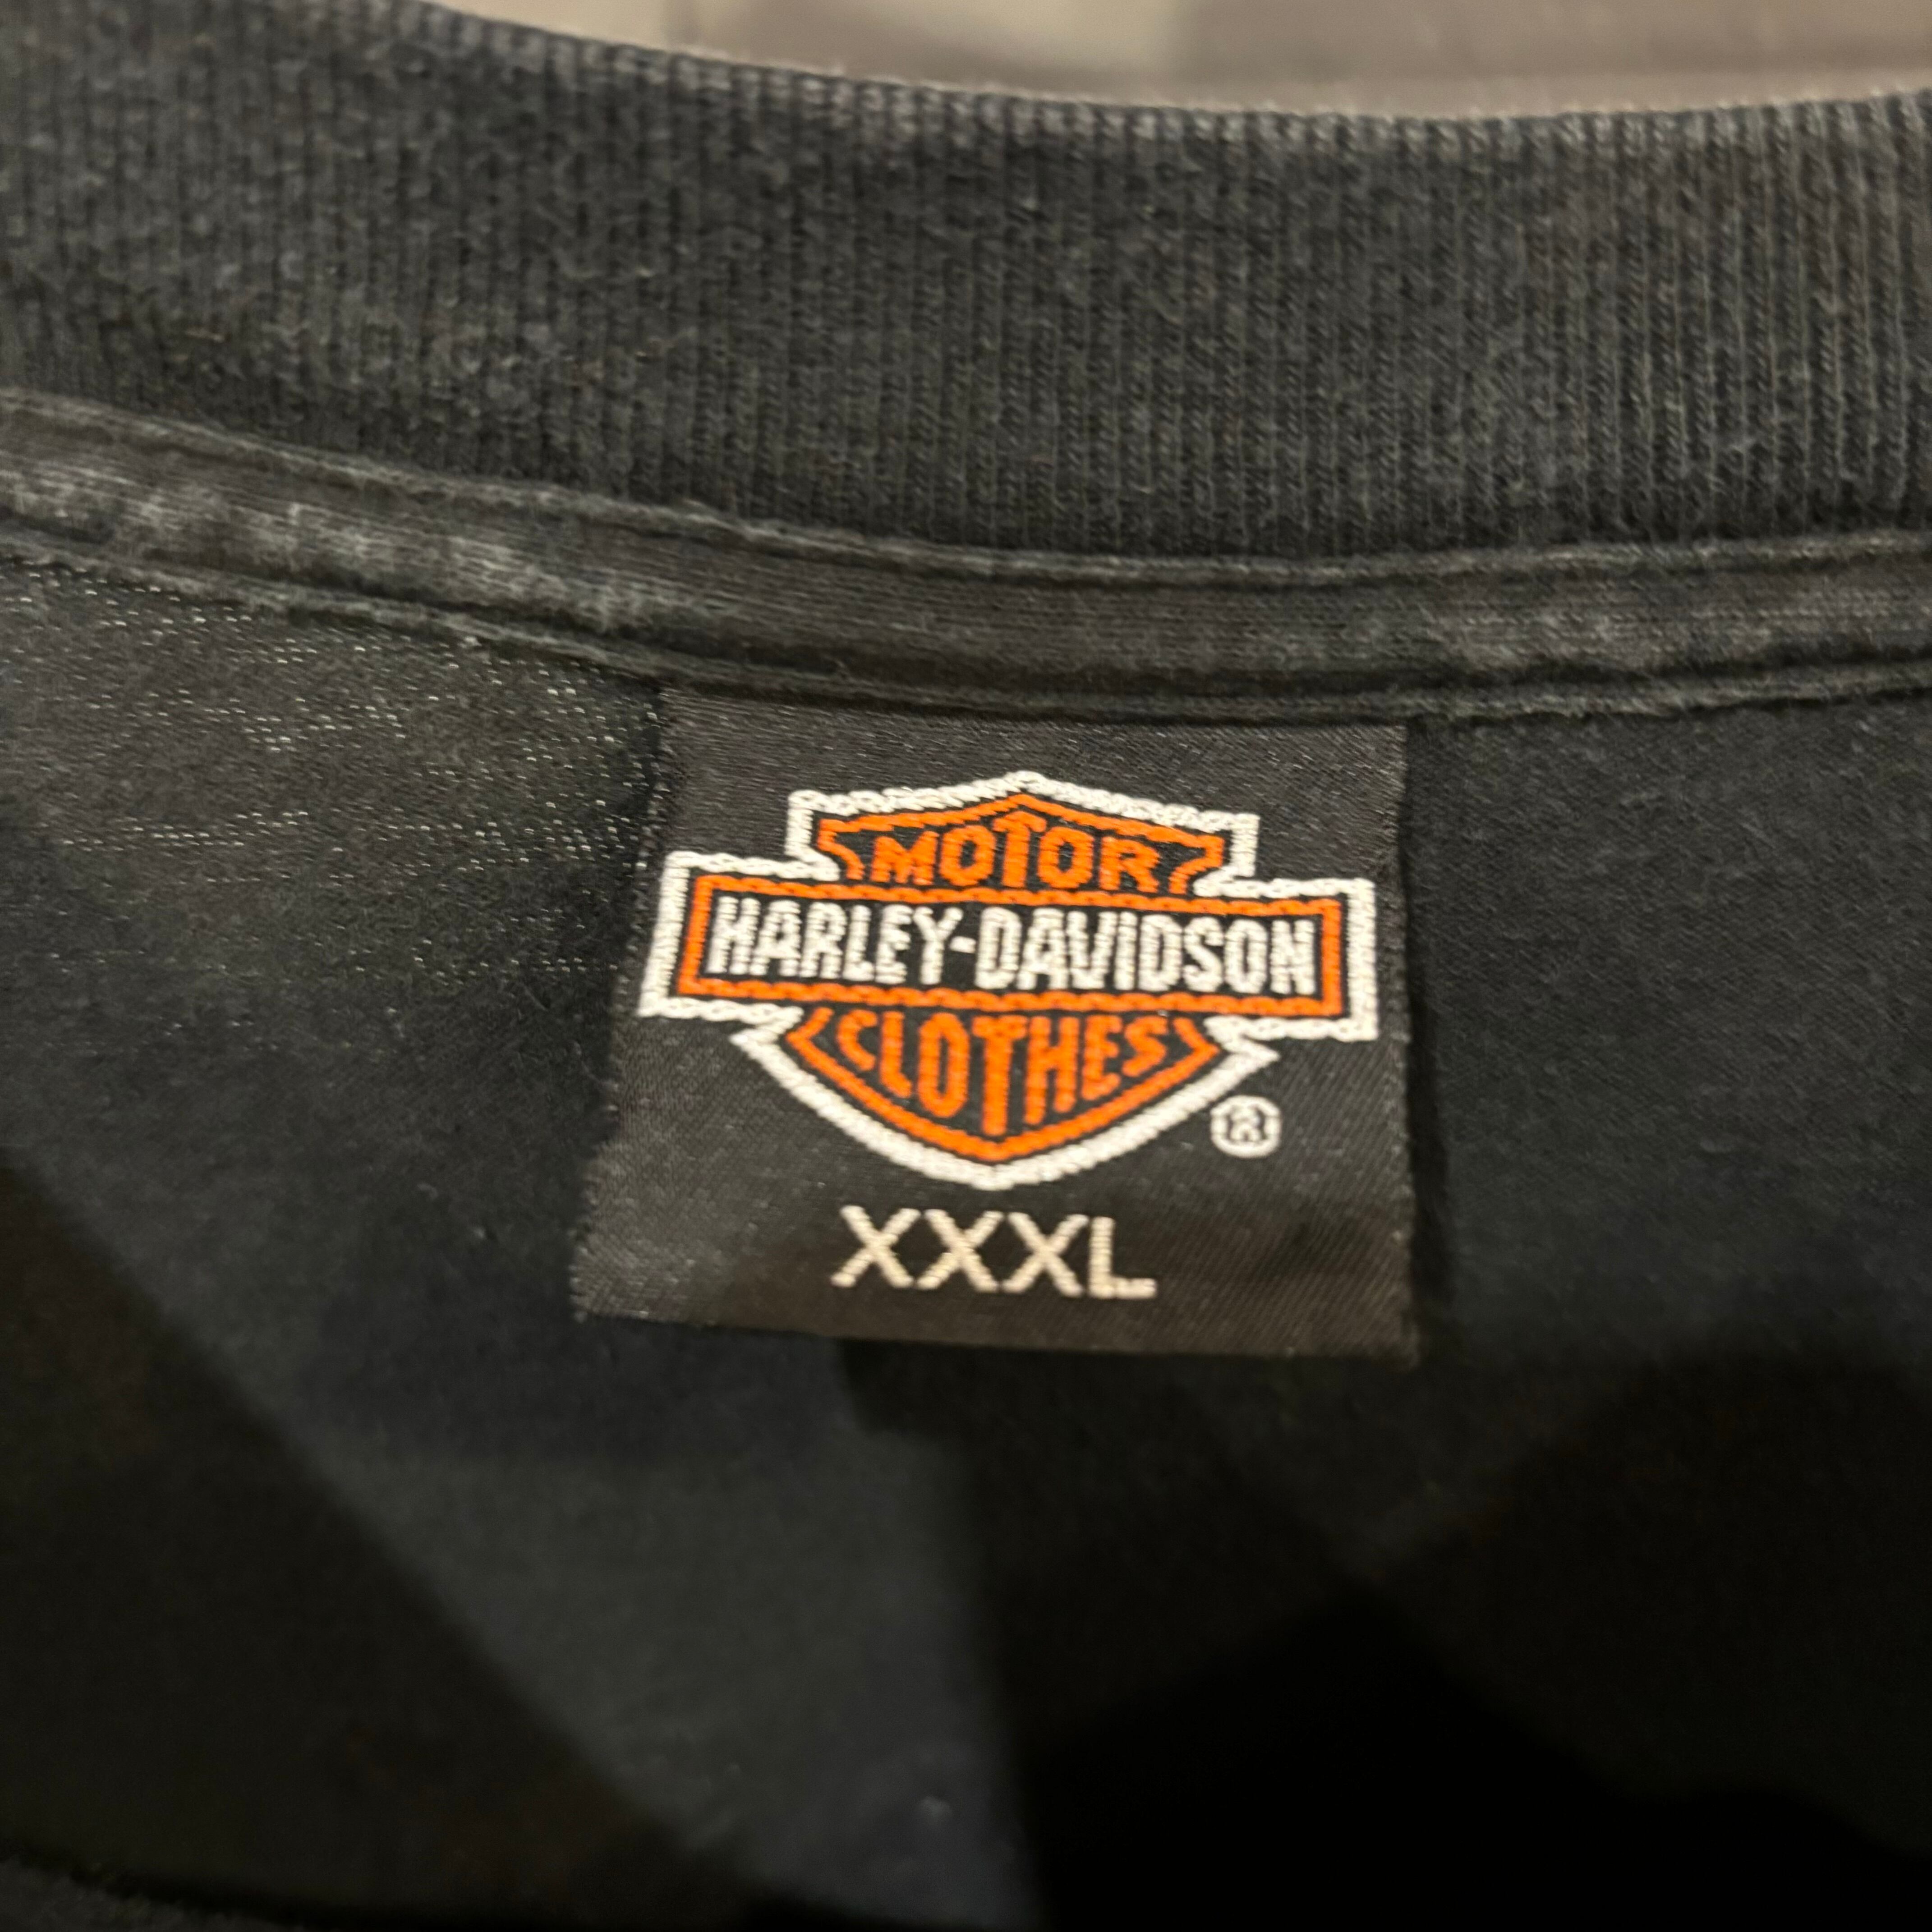 MOTOR
HARLEY-DAVIDSON
CLOTHES
®
XXXL